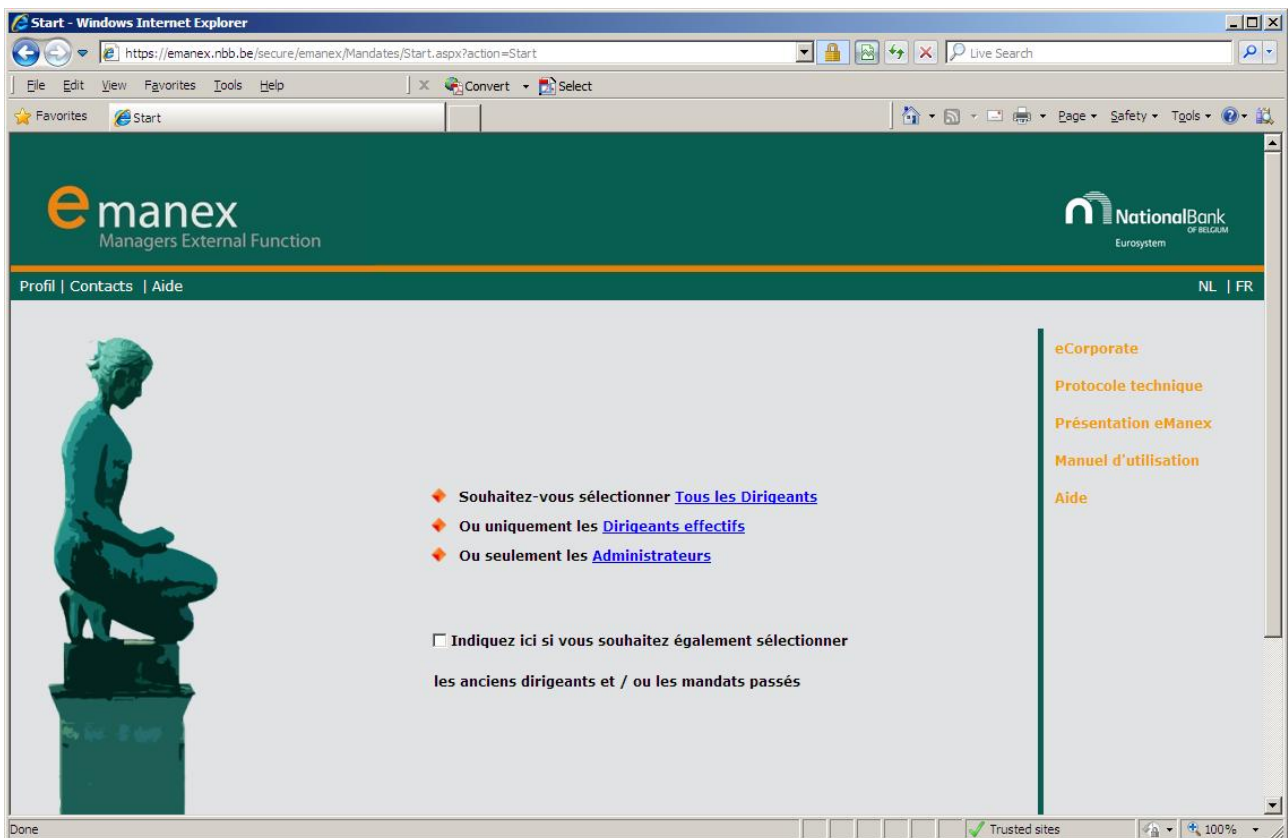 Start - Windows Internet Explorer
https://emanex.nbb.be/secure/emanex/Mandates/Start.aspx?action=Start
Live Search
File Edit View Favorites Tools Help
Convert Select
Favorites Start
Page Safety Tools
e manex
Managers External Function
NationalBank
OF BELGIUM
Eurosystem
Profil | Contacts | Aide
NL | FR
eCorporate
Protocole technique
Présentation eManex
Manuel d'utilisation
Aide
Souhaitez-vous sélectionner Tous les Dirigeants
Ou uniquement les Dirigeants effectifs
Ou seulement les Administrateurs
Indiquez ici si vous souhaitez également sélectionner
les anciens dirigeants et / ou les mandats passés
Done
Trusted sites
100%